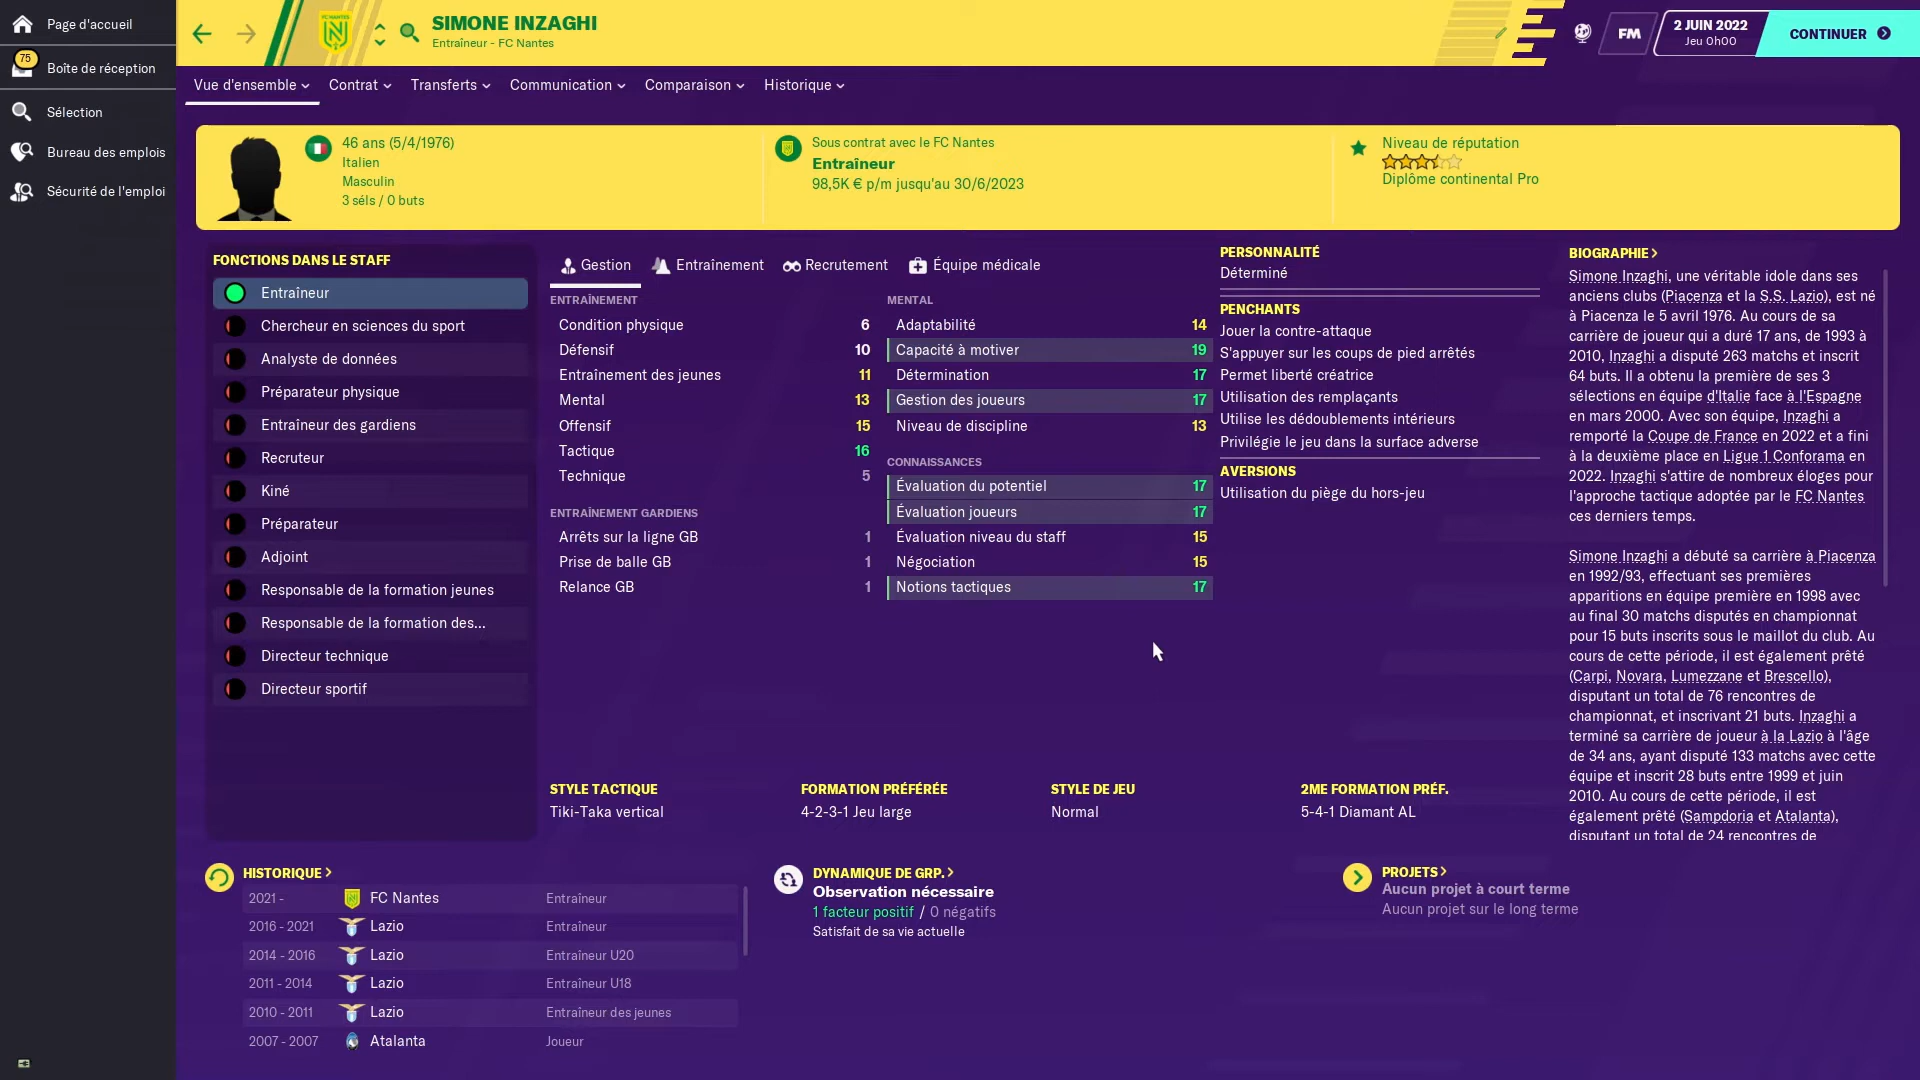 Page d'accueil
75
Boîte de réception
Sélection
Bureau des emplois
Sécurité de l'emploi
SIMONE INZAGHI
Entraîneur - FC Nantes
FM
2 JUIN 2022
Jeu 0h00
CONTINUER
Vue d'ensemble
Contrat
Transferts
Communication
Comparaison
Historique
46 ans (5/4/1976)
Italien
Masculin
3 séls / 0 buts
Sous contrat avec le FC Nantes
Entraîneur
98,5K € p/m jusqu'au 30/6/2023
Niveau de réputation
Diplôme continental Pro
FONCTIONS DANS LE STAFF
Entraîneur
Chercheur en sciences du sport
Analyste de données
Préparateur physique
Entraîneur des gardiens
Recruteur
Kiné
Préparateur
Adjoint
Responsable de la formation jeunes
Responsable de la formation des...
Directeur technique
Directeur sportif
Gestion
Entraînement
Recrutement
Équipe médicale
ENTRAÎNEMENT
Condition physique 6
Défensif 10
Entraînement des jeunes 11
Mental 13
Offensif 15
Tactique 16
Technique 5
ENTRAÎNEMENT GARDIENS
Arrêts sur la ligne GB 1
Prise de balle GB 1
Relance GB 1
MENTAL
Adaptabilité 14
Capacité à motiver 19
Détermination 17
Gestion des joueurs 17
Niveau de discipline 13
CONNAISSANCES
Évaluation du potentiel 17
Évaluation joueurs 17
Évaluation niveau du staff 15
Négociation 15
Notions tactiques 17
PERSONNALITÉ
Déterminé
PENCHANTS
Jouer la contre-attaque
S'appuyer sur les coups de pied arrêtés
Permet liberté créatrice
Utilisation des remplaçants
Utilise les dédoublements intérieurs
Privilégie le jeu dans la surface adverse
AVERSIONS
Utilisation du piège du hors-jeu
BIOGRAPHIE >
Simone Inzaghi, une véritable idole dans ses
anciens clubs (Piacenza et la S.S. Lazio), est né
à Piacenza le 5 avril 1976. Au cours de sa
carrière de joueur qui a duré 17 ans, de 1993 à
2010, Inzaghi a disputé 263 matchs et inscrit
64 buts. Il a obtenu la première de ses 3
sélections en équipe d'Italie face à l'Espagne
en mars 2000. Avec son équipe, Inzaghi a
remporté la Coupe de France en 2022 et a fini
à la deuxième place en Ligue 1 Conforama en
2022. Inzaghi s'attire de nombreux éloges pour
l'approche tactique adoptée par le FC Nantes
ces derniers temps.
Simone Inzaghi a débuté sa carrière à Piacenza
en 1992/93, effectuant ses premières
apparitions en équipe première en 1998 avec
au final 30 matchs disputés en championnat
pour 15 buts inscrits sous le maillot du club. Au
cours de cette période, il est également prêté
(Carpi, Novara, Lumezzane et Brescello),
disputant un total de 76 rencontres de
championnat, et inscrivant 21 buts. Inzaghi a
terminé sa carrière de joueur à la Lazio à l'âge
de 34 ans, ayant disputé 133 matchs avec cette
équipe et inscrit 28 buts entre 1999 et juin
2010. Au cours de cette période, il est
également prêté (Sampdoria et Atalanta),
disputant un total de 24 rencontres de
STYLE TACTIQUE
Tiki-Taka vertical
FORMATION PRÉFÉRÉE
4-2-3-1 Jeu large
STYLE DE JEU
Normal
2ME FORMATION PRÉF.
5-4-1 Diamant AL
HISTORIQUE >
2021 - FC Nantes Entraîneur
2016 - 2021 Lazio Entraîneur
2014 - 2016 Lazio Entraîneur U20
2011 - 2014 Lazio Entraîneur U18
2010 - 2011 Lazio Entraîneur des jeunes
2007 - 2007 Atalanta Joueur
DYNAMIQUE DE GRP. >
Observation nécessaire
1 facteur positif / 0 négatifs
Satisfait de sa vie actuelle
PROJETS >
Aucun projet à court terme
Aucun projet sur le long terme